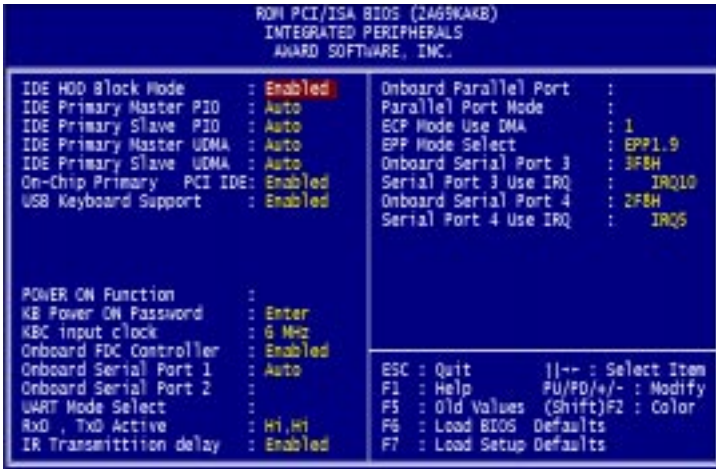 ROM PCI/ISA BIOS (2A69KAKB)
INTEGRATED PERIPHERALS
AWARD SOFTWARE, INC.
IDE HDD Block Mode : Enabled
IDE Primary Master PIO : Auto
IDE Primary Slave PIO : Auto
IDE Primary Master UDMA : Auto
IDE Primary Slave UDMA : Auto
On-Chip Primary PCI IDE: Enabled
USB Keyboard Support : Enabled
POWER ON Function :
KB Power ON Password : Enter
KBC input clock : 6 MHz
Onboard FDC Controller : Enabled
Onboard Serial Port 1 : Auto
Onboard Serial Port 2 :
UART Mode Select :
RxD , TxD Active : Hi,Hi
IR Transmittiion delay : Enabled
Onboard Parallel Port :
Parallel Port Mode :
ECP Mode Use DMA : 1
EPP Mode Select : EPP1.9
Onboard Serial Port 3 : 3F8H
Serial Port 3 Use IRQ : IRQ10
Onboard Serial Port 4 : 2F8H
Serial Port 4 Use IRQ : IRQ5
ESC : Quit : Select Item
F1 : Help PU/PD/+/- : Modify
F5 : Old Values (Shift)F2 : Color
F6 : Load BIOS Defaults
F7 : Load Setup Defaults